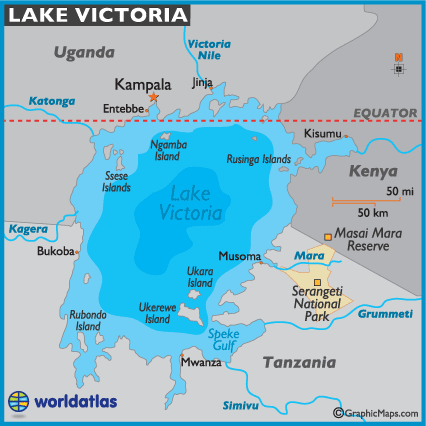 LAKE VICTORIA
Uganda
Victoria
Nile
Kampala
Jinja
N
Katonga
Entebbe
EQUATOR
Kisumu
Ngamba
Island
Rusinga Islands
Kenya
Ssese
Islands
Lake
Victoria
50 mi
50 km
Kagera
Masai Mara
Reserve
Bukoba
Musoma
Mara
Ukara
Island
Serangeti
National
Park
Rubondo
Island
Ukerewe
Island
Grummeti
Speke
Gulf
Mwanza
Tanzania
worldatlas
Simivu
©GraphicMaps.com